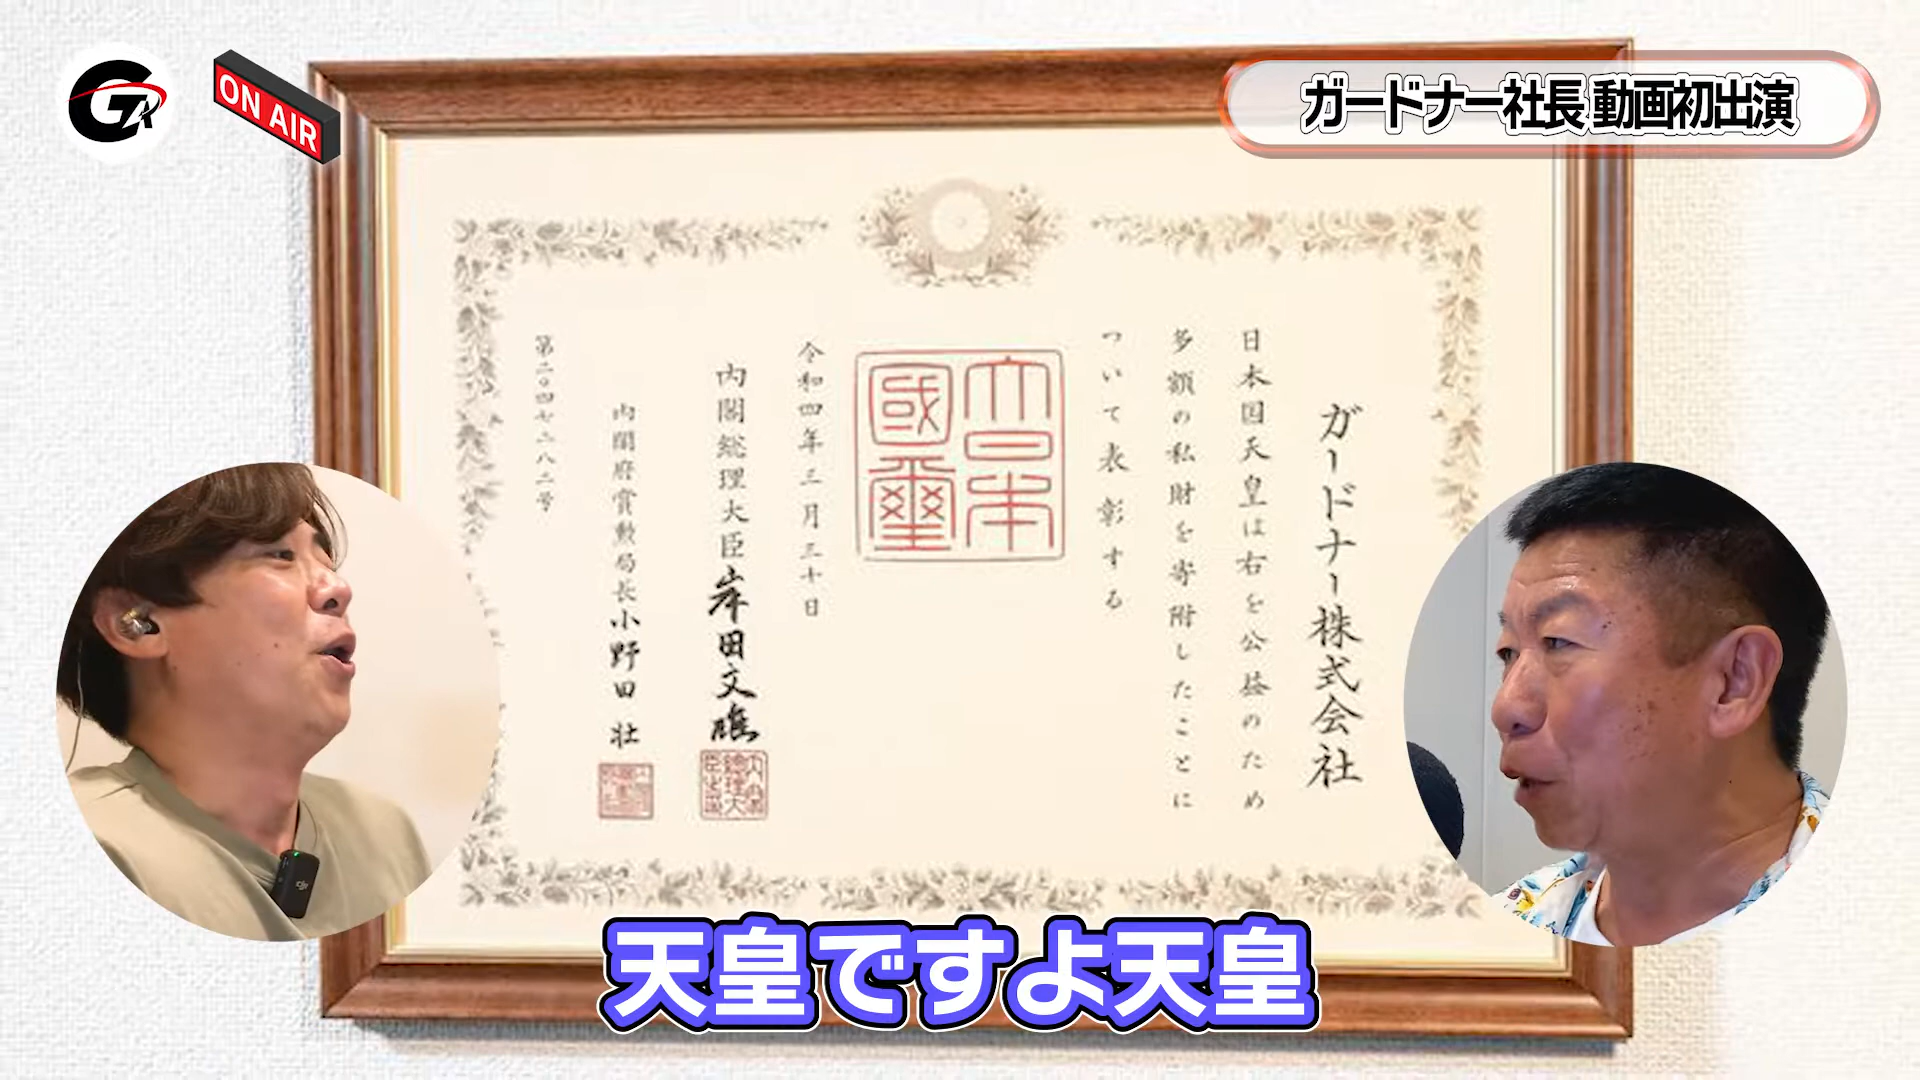 ON AIR
ガードナー社長 動画初出演
ガードナー株式会社
日本国天皇は右を公益のため
多額の私財を寄附したことに
ついて表彰する
大日本
國璽
令和四年三月三十日
内閣総理大臣岸田文雄
内閣府賞勲局長小野田壮
第二〇四七二八二号
天皇ですよ天皇